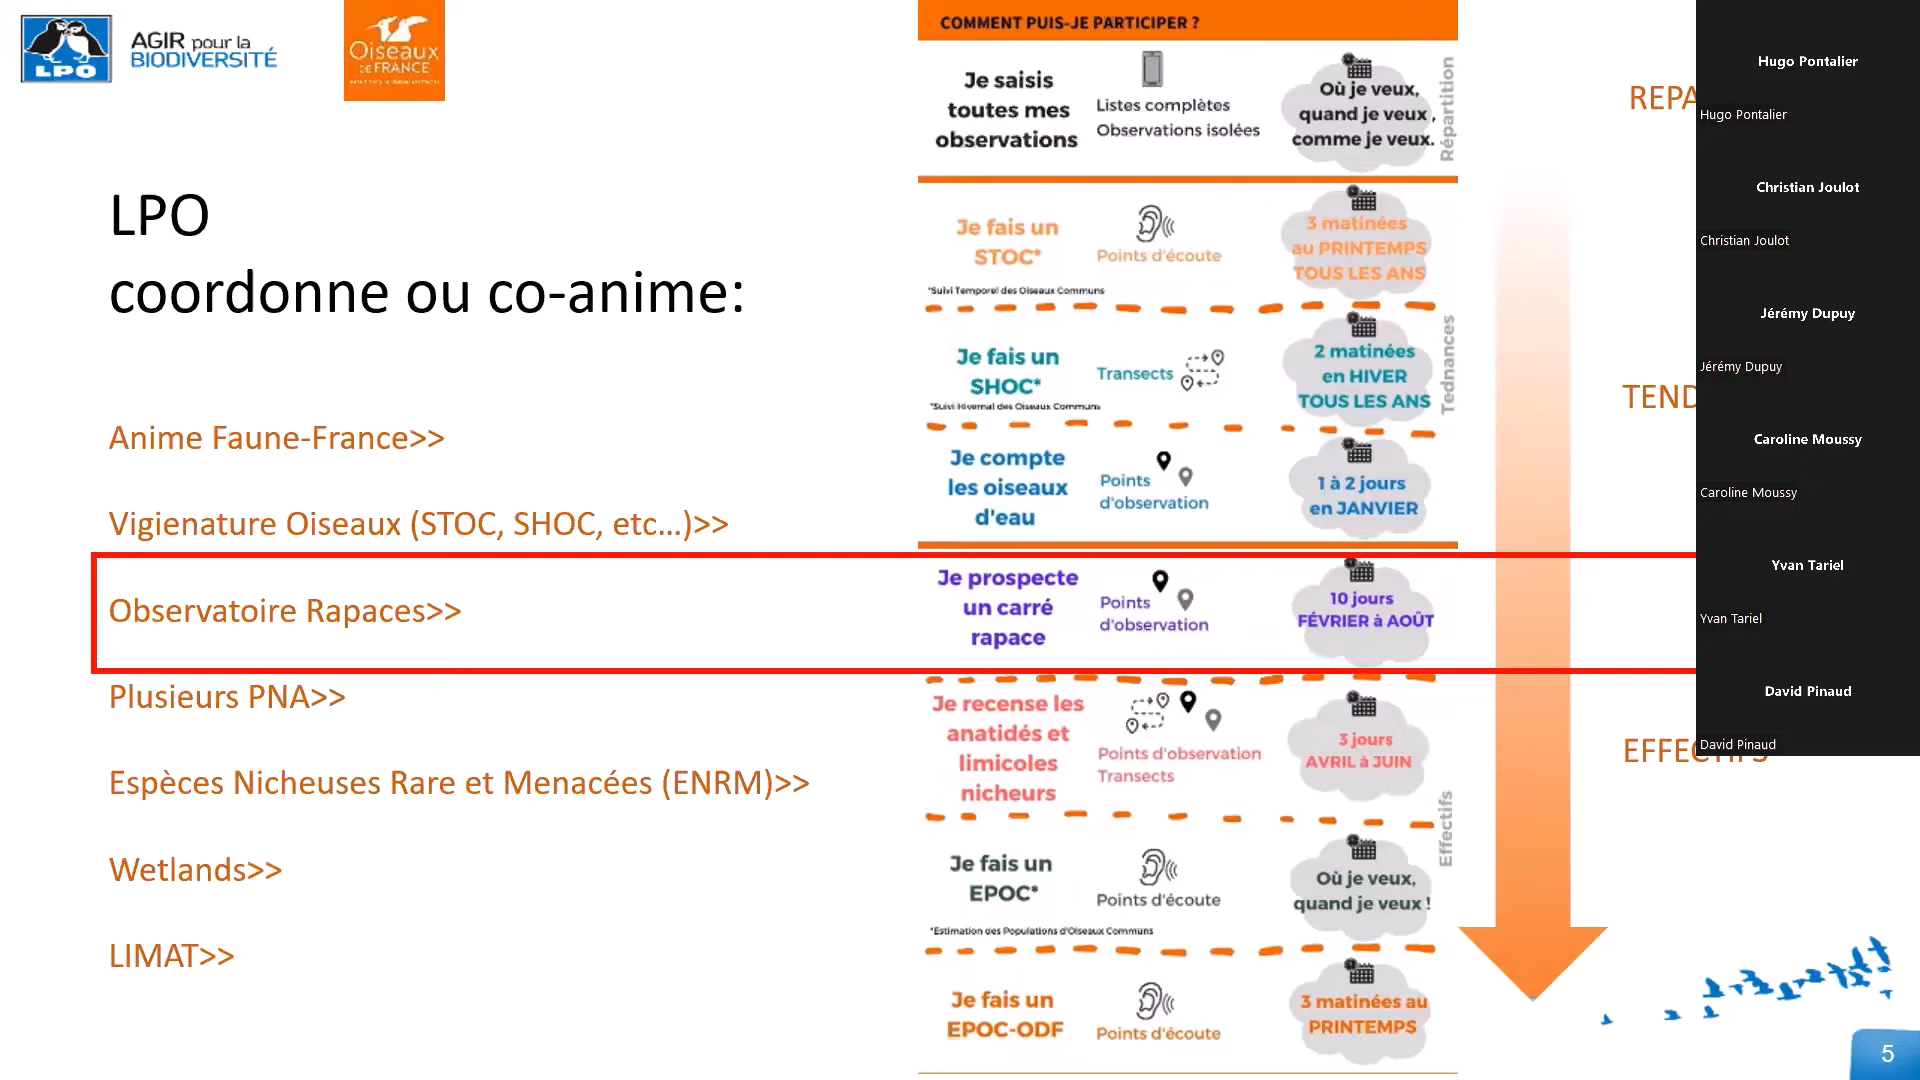 LPO
AGIR pour la
BIODIVERSITÉ
Oiseaux
DE FRANCE
LPO
coordonne ou co-anime:
Anime Faune-France>>
Vigienature Oiseaux (STOC, SHOC, etc...)>>
Observatoire Rapaces>>
Plusieurs PNA>>
Espèces Nicheuses Rare et Menacées (ENRM)>>
Wetlands>>
LIMAT>>
COMMENT PUIS-JE PARTICIPER ?
Je saisis
toutes mes
observations
Listes complètes
Observations isolées
Où je veux,
quand je veux,
comme je veux.
Répartition
Je fais un
STOC*
Points d'écoute
3 matinées
au PRINTEMPS
TOUS LES ANS
*Suivi Temporel des Oiseaux Communs
Je fais un
SHOC*
Transects
2 matinées
en HIVER
TOUS LES ANS
*Suivi Hivernal des Oiseaux Communs
Tednances
Je compte
les oiseaux
d'eau
Points
d'observation
1 à 2 jours
en JANVIER
Je prospecte
un carré
rapace
Points
d'observation
10 jours
FÉVRIER à AOÛT
Je recense les
anatidés et
limicoles
nicheurs
Points d'observation
Transects
3 jours
AVRIL à JUIN
Effectifs
Je fais un
EPOC*
Points d'écoute
Où je veux,
quand je veux !
*Estimation des Populations d'Oiseaux Communs
Je fais un
EPOC-ODF
Points d'écoute
3 matinées au
PRINTEMPS
REPA
TEND
EFFECTIFS
Hugo Pontalier
Hugo Pontalier
Christian Joulot
Christian Joulot
Jérémy Dupuy
Jérémy Dupuy
Caroline Moussy
Caroline Moussy
Yvan Tariel
Yvan Tariel
David Pinaud
David Pinaud
5